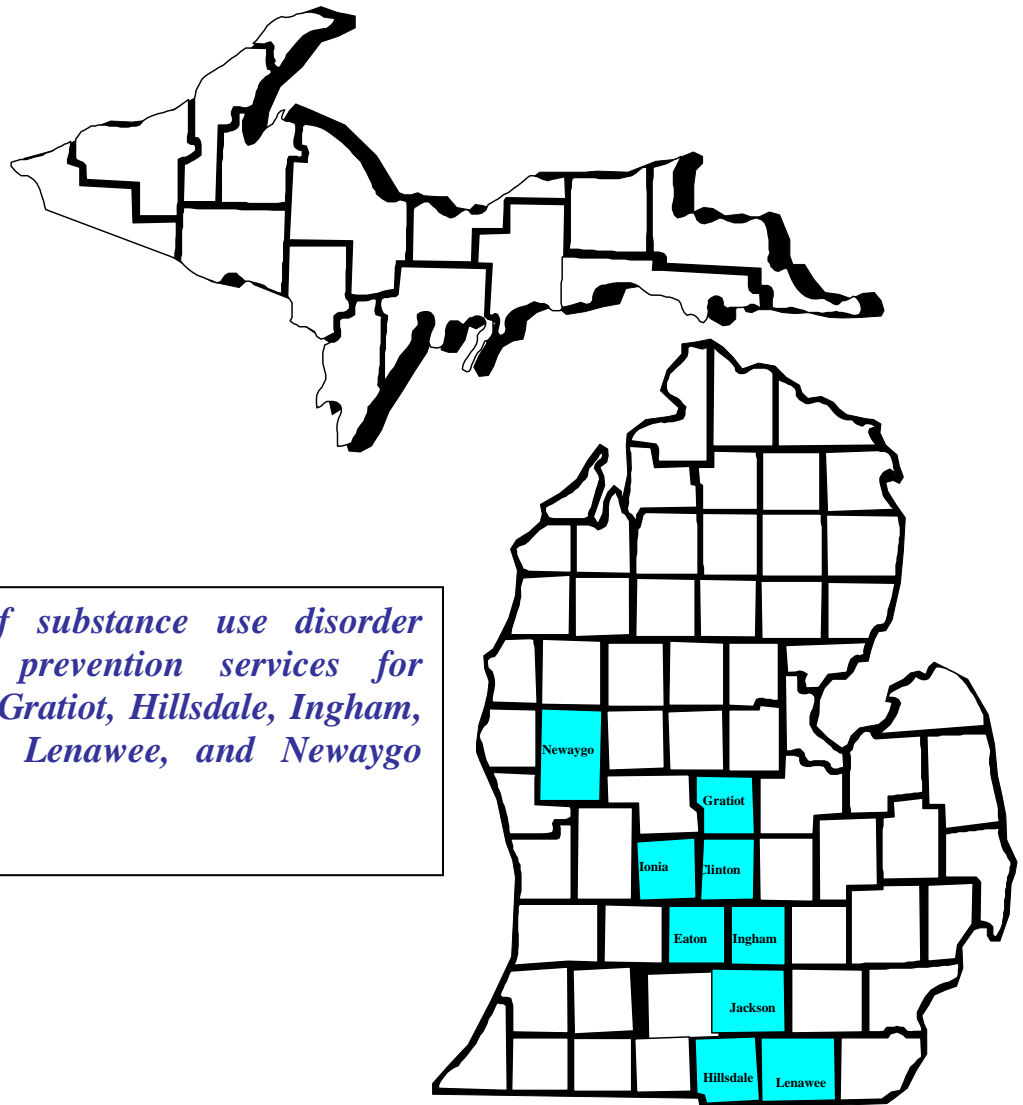 f substance use disorder
prevention services for
Gratiot, Hillsdale, Ingham,
Lenawee, and Newaygo
Newaygo
Gratiot
Ionia
Clinton
Eaton
Ingham
Jackson
Hillsdale
Lenawee